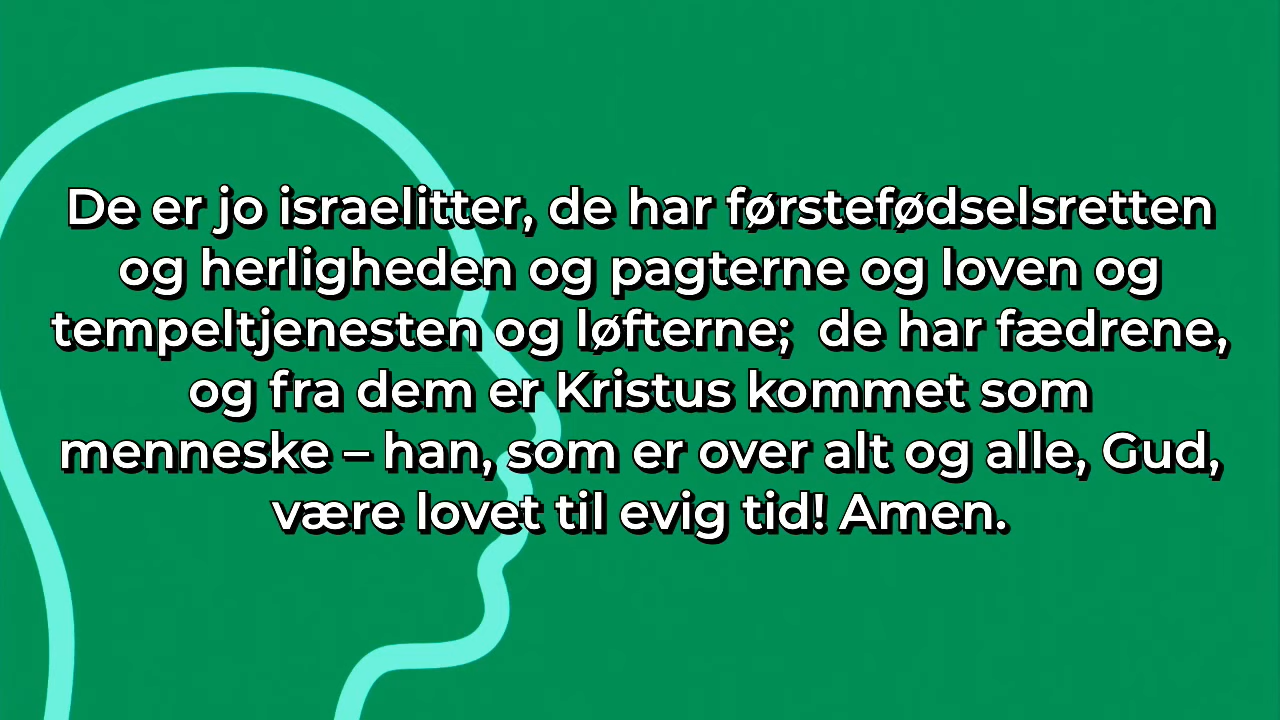 De er jo israelitter, de har førstefødselsretten
og herligheden og pagterne og loven og
tempeltjenesten og løfterne;  de har fædrene,
og fra dem er Kristus kommet som
menneske – han, som er over alt og alle, Gud,
være lovet til evig tid! Amen.